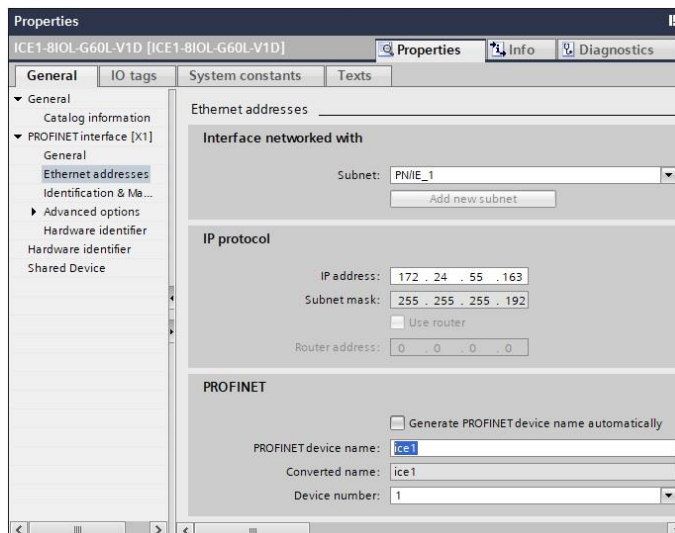 Properties
ICE1-8IOL-G60L-V1D [ICE1-8IOL-G60L-V1D]
Properties
Info
Diagnostics
General
IO tags
System constants
Texts
General
Catalog information
PROFINET interface [X1]
General
Ethernet addresses
Identification & Ma...
Advanced options
Hardware identifier
Hardware identifier
Shared Device
Ethernet addresses
Interface networked with
Subnet: PN/IE_1
Add new subnet
IP protocol
IP address: 172 . 24 . 55 . 163
Subnet mask: 255 . 255 . 255 . 192
Use router
Router address: 0 . 0 . 0 . 0
PROFINET
Generate PROFINET device name automatically
PROFINET device name: ice1
Converted name: ice1
Device number: 1